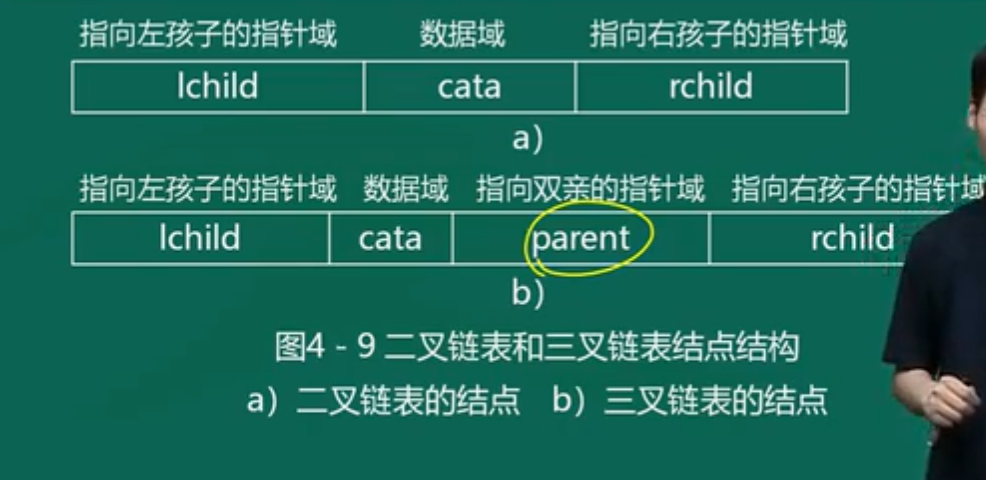 指向左孩子的指针域 数据域 指向右孩子的指针域
lchild cata rchild
a）
指向左孩子的指针域 数据域 指向双亲的指针域 指向右孩子的指针域
lchild cata parent rchild
b）
图4 - 9 二叉链表和三叉链表结点结构
a）二叉链表的结点 b）三叉链表的结点